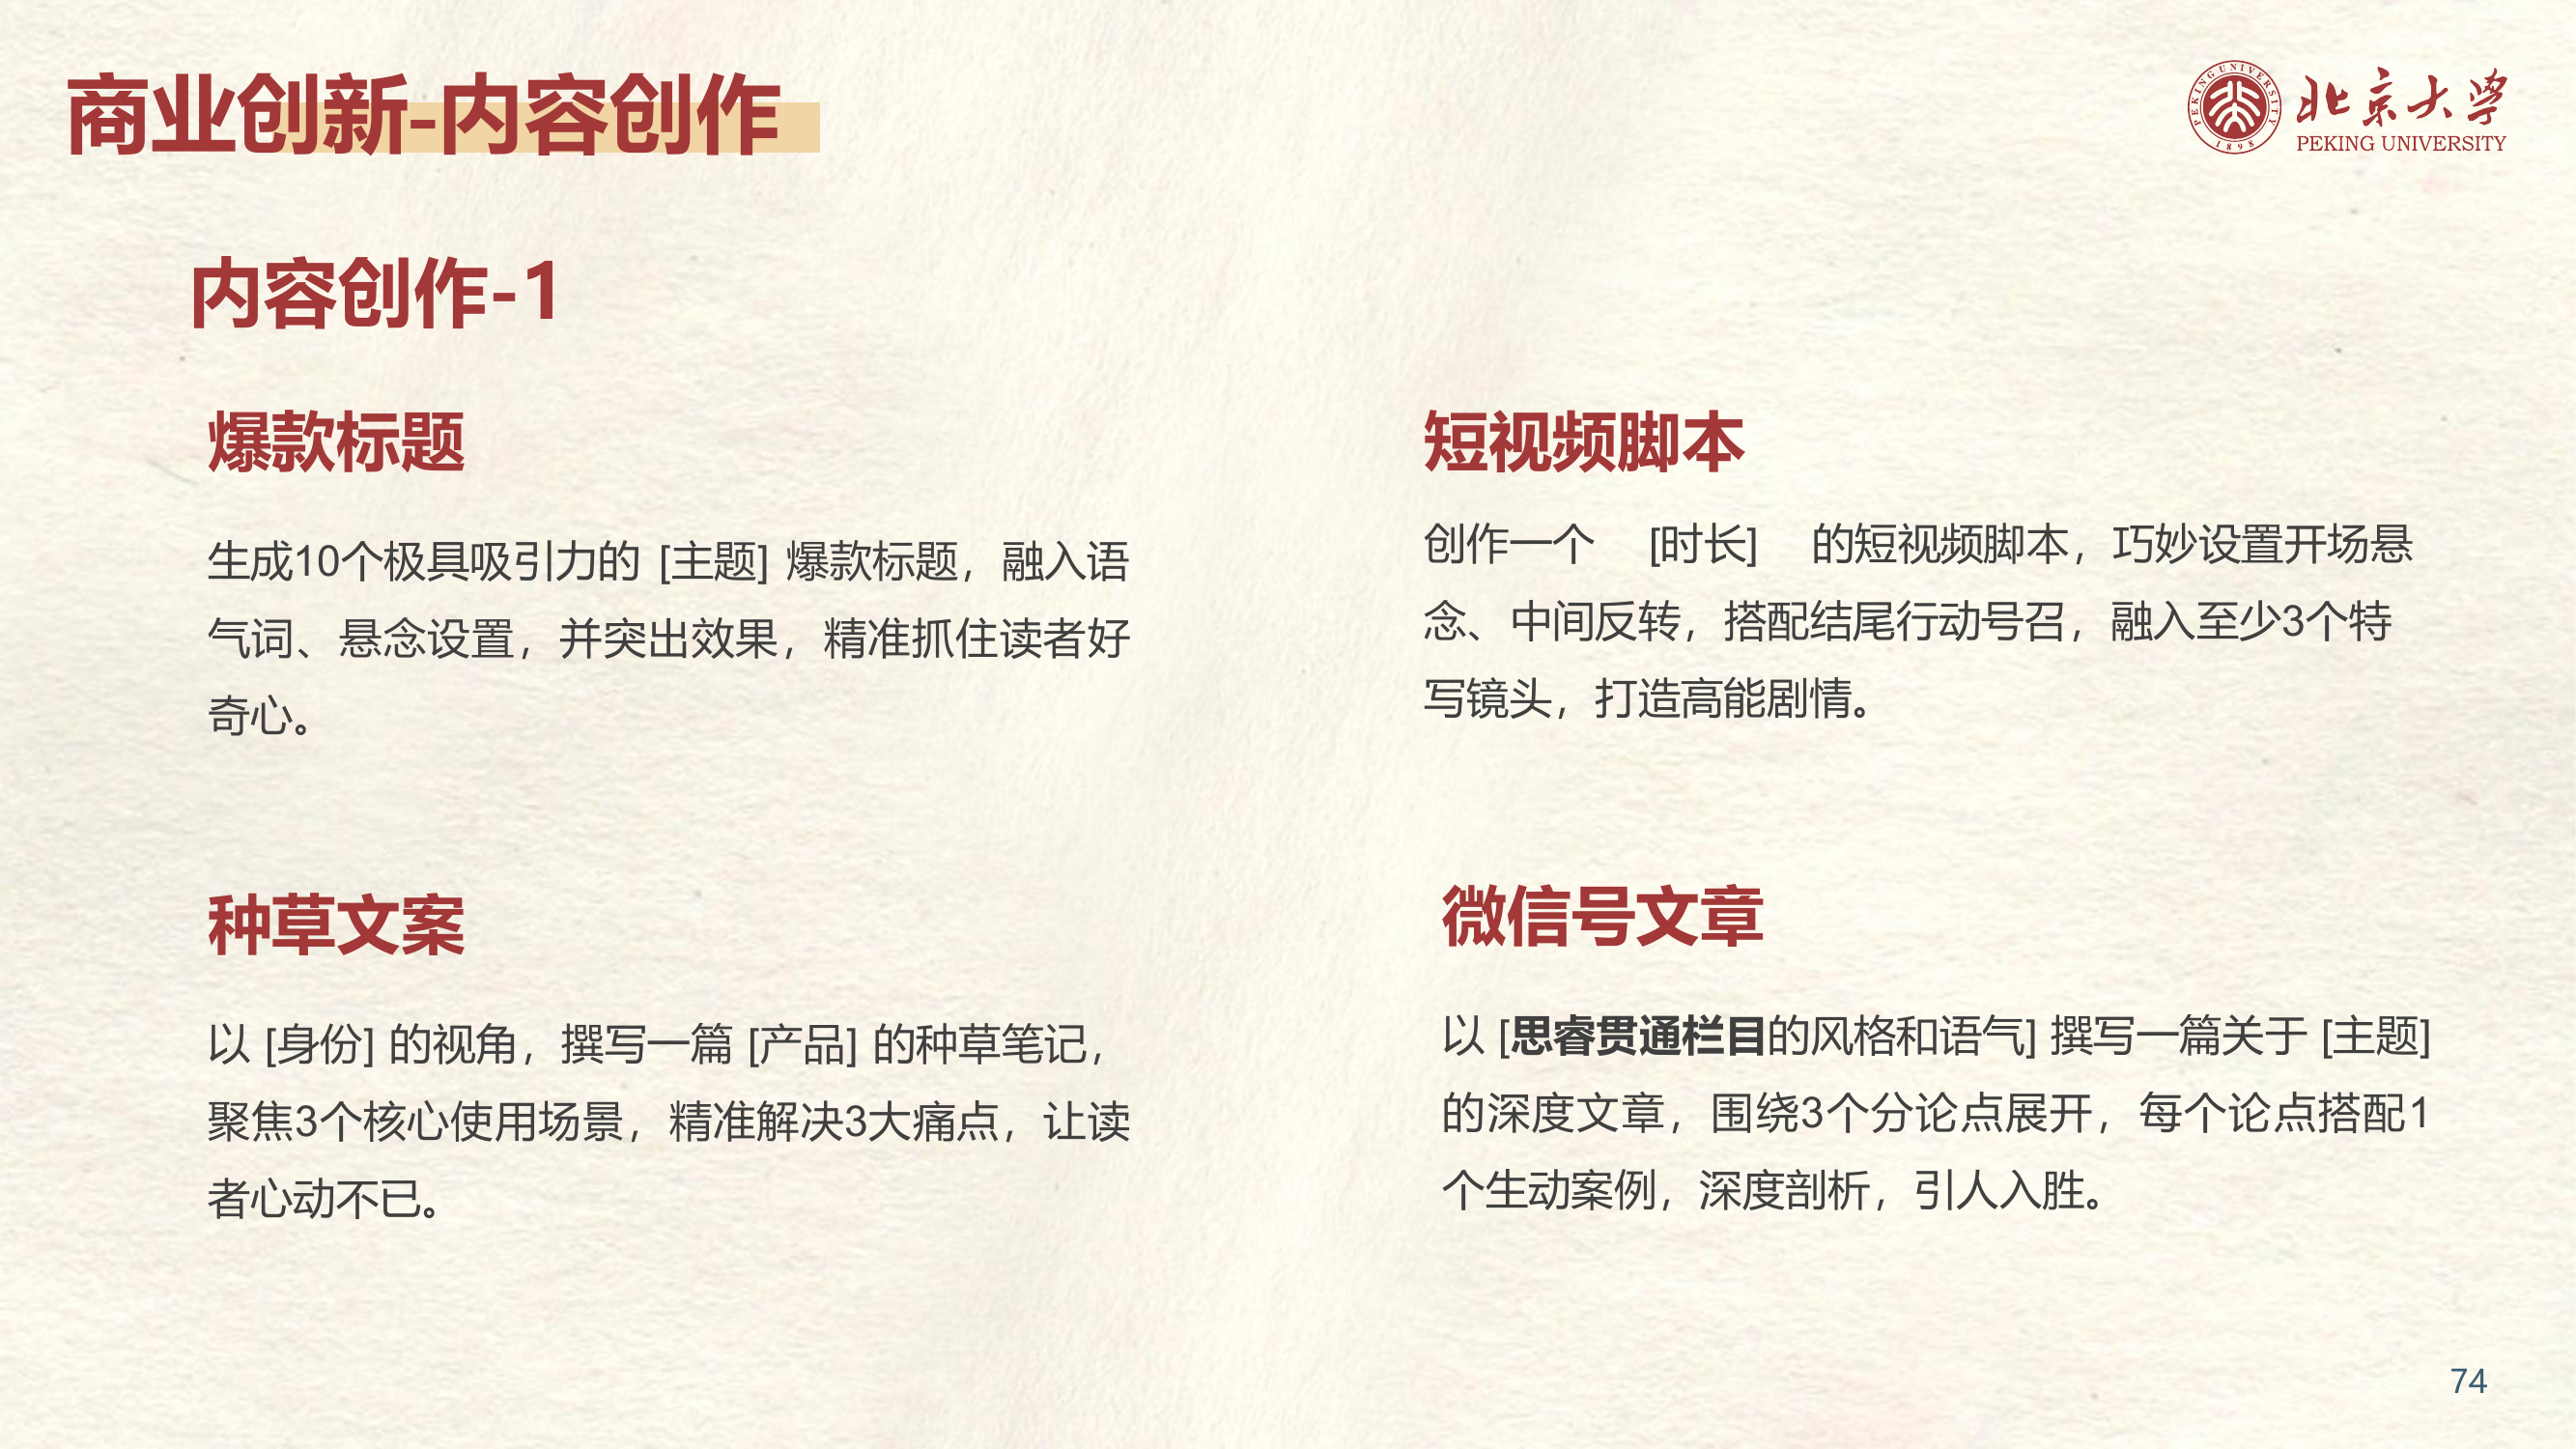 商业创新-内容创作
PEKING UNIVERSITY
1898
北京大学
PEKING UNIVERSITY
内容创作-1
爆款标题
生成10个极具吸引力的 [主题] 爆款标题，融入语
气词、悬念设置，并突出效果，精准抓住读者好
奇心。
短视频脚本
创作一个 [时长] 的短视频脚本，巧妙设置开场悬
念、中间反转，搭配结尾行动号召，融入至少3个特
写镜头，打造高能剧情。
种草文案
以 [身份] 的视角，撰写一篇 [产品] 的种草笔记，
聚焦3个核心使用场景，精准解决3大痛点，让读
者心动不已。
微信号文章
以 [思睿贯通栏目的风格和语气] 撰写一篇关于 [主题]
的深度文章，围绕3个分论点展开，每个论点搭配1
个生动案例，深度剖析，引人入胜。
74